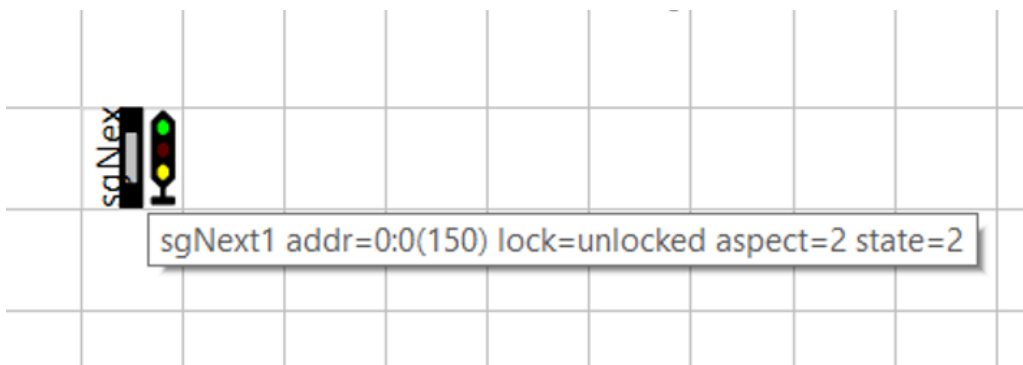 sgNex
sgNext1 addr=0:0(150) lock=unlocked aspect=2 state=2